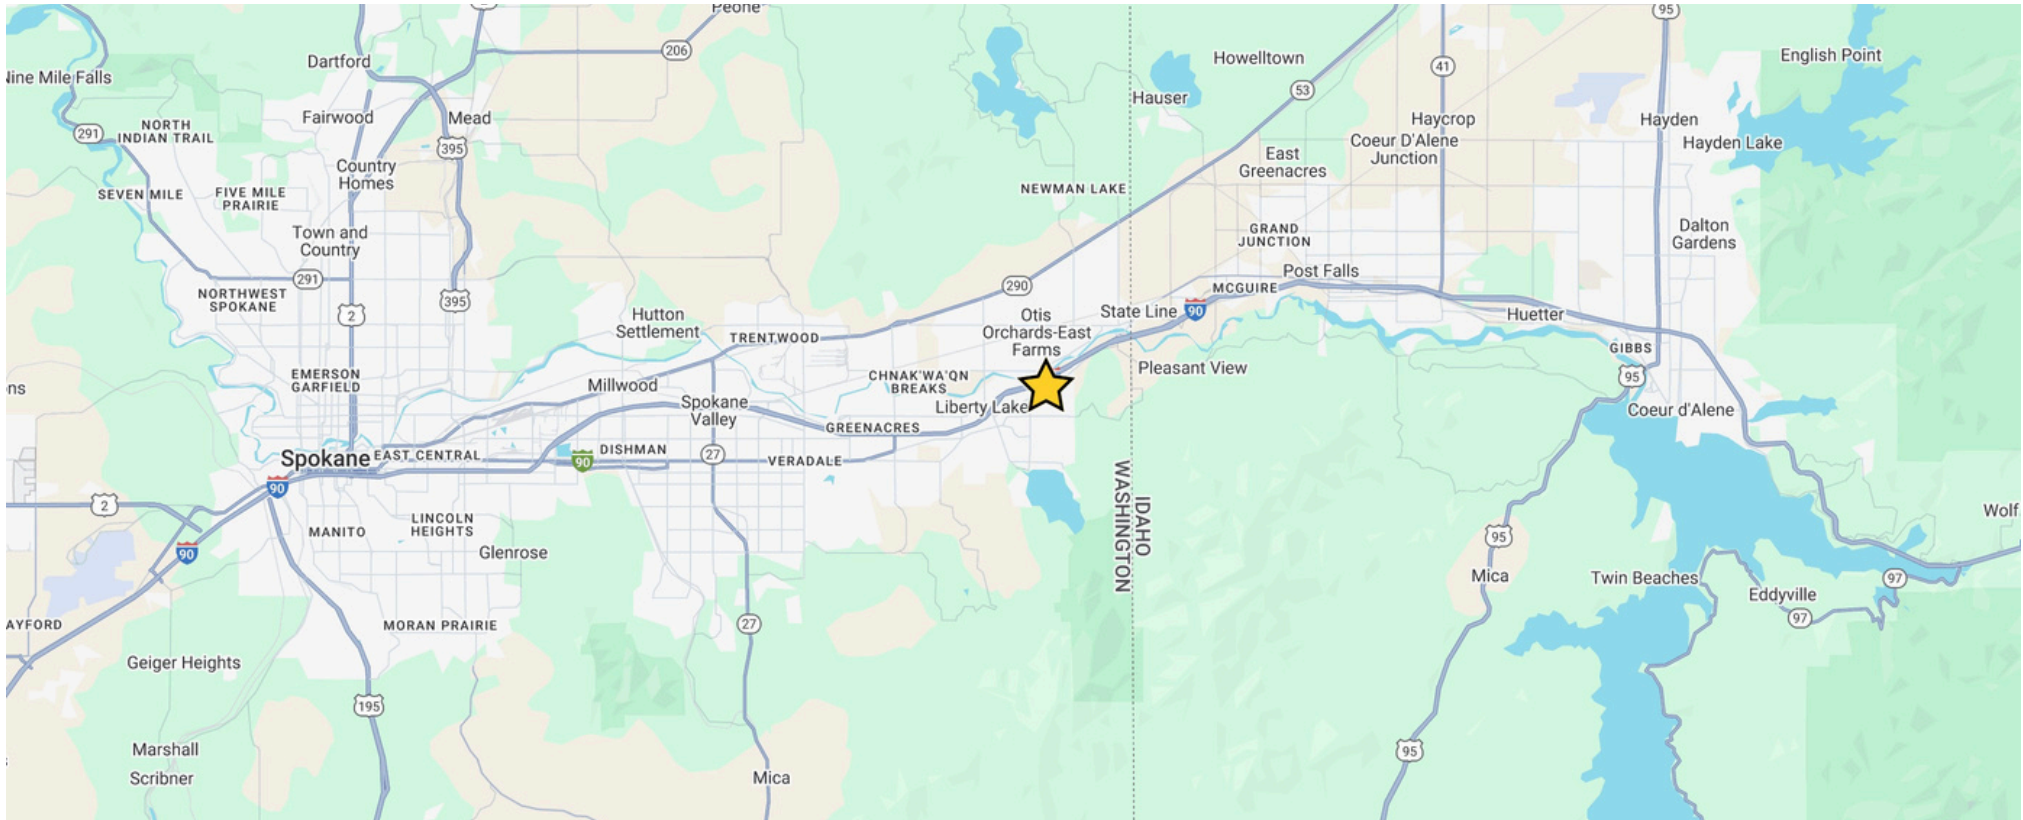 Peone
95
206
Dartford
English Point
Howelltown
41
Nine Mile Falls
53
Hauser
Fairwood
Mead
Haycrop
Hayden
291
NORTH
INDIAN TRAIL
Coeur D'Alene
Junction
Hayden Lake
395
East
Greenacres
Country
Homes
SEVEN MILE
FIVE MILE
PRAIRIE
NEWMAN LAKE
Town and
Country
GRAND
JUNCTION
Dalton
Gardens
291
Post Falls
290
MCGUIRE
NORTHWEST
SPOKANE
395
2
Hutton
Settlement
Otis
Orchards-East
Farms
State Line
90
Huetter
TRENTWOOD
GIBBS
EMERSON
GARFIELD
Millwood
CHNAK'WA'QN
BREAKS
Pleasant View
95
Spokane
Valley
Liberty Lake
Coeur d'Alene
GREENACRES
Spokane
EAST CENTRAL
90
DISHMAN
27
VERADALE
90
2
MANITO
LINCOLN
HEIGHTS
IDAHO
WASHINGTON
Wolf
90
Glenrose
95
Mica
Twin Beaches
97
Eddyville
97
AYFORD
MORAN PRAIRIE
27
Geiger Heights
195
Marshall
Scribner
Mica
95
ons